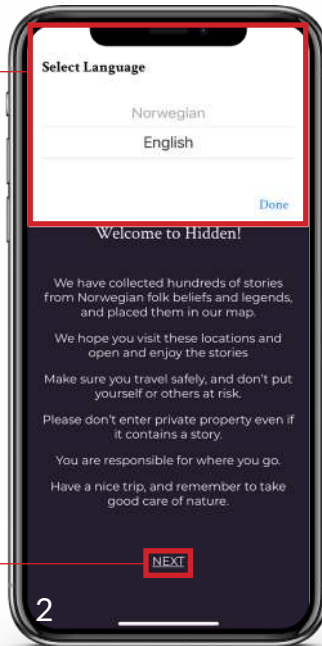 Select Language
Norwegian
English
Done
Welcome to Hidden!
We have collected hundreds of stories
from Norwegian folk beliefs and legends,
and placed them in our map.
We hope you visit these locations and
open and enjoy the stories
Make sure you travel safely, and don't put
yourself or others at risk.
Please don't enter private property even if
it contains a story.
You are responsible for where you go.
Have a nice trip, and remember to take
good care of nature.
NEXT
2